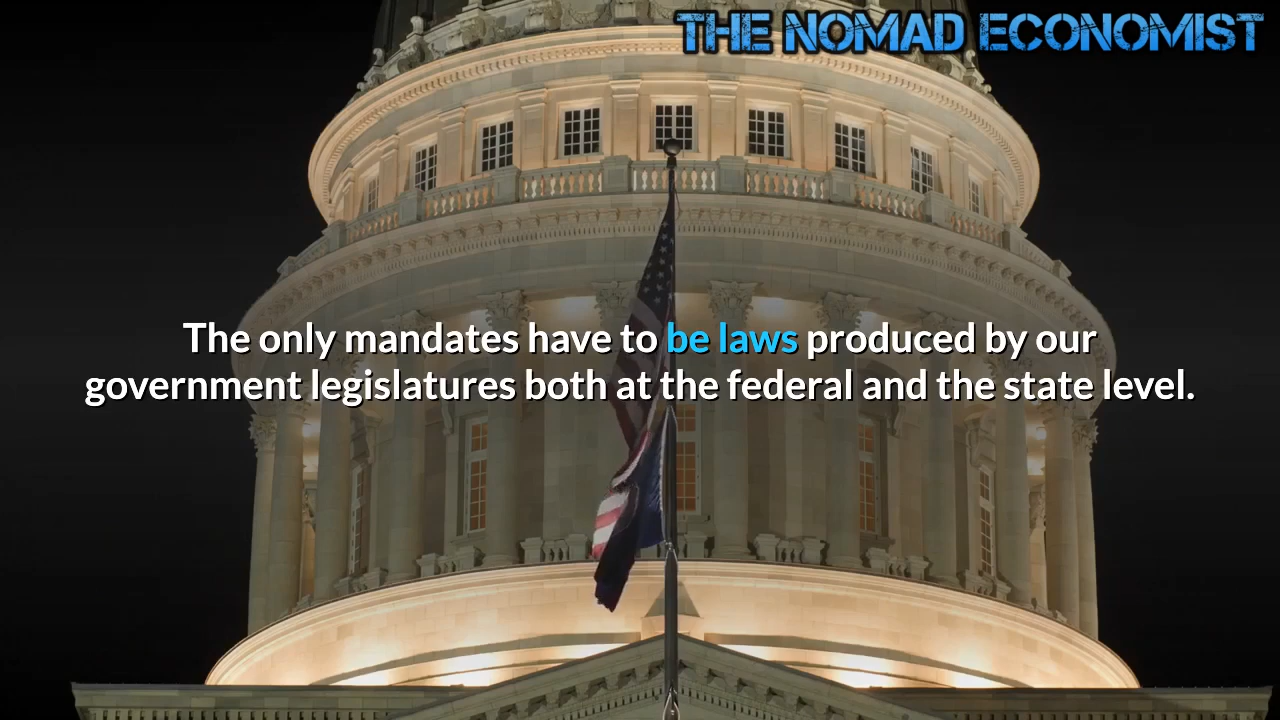 THE NOMAD ECONOMIST
The only mandates have to be laws produced by our
government legislatures both at the federal and the state level.